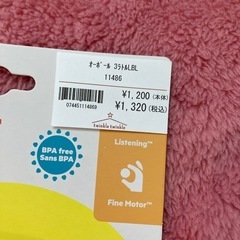 ｵｰﾎﾞｰﾙ ｺﾗﾄﾙLBL
11486
¥1,200(本体)
¥1,320(税込)
074451114869
twinkle twinkle
BPA free
Sans BPA
Listening™
Fine Motor™